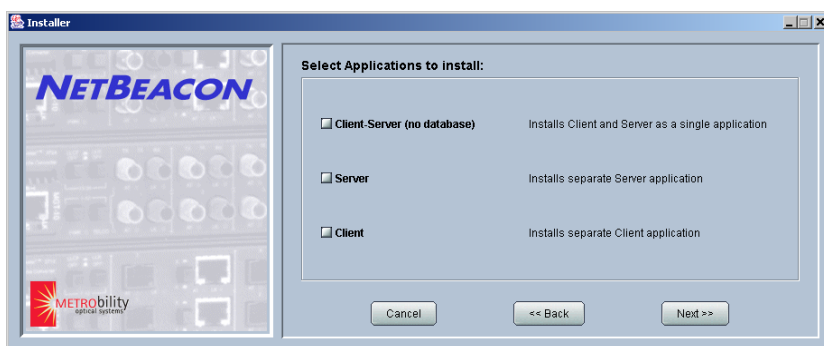 Installer
NETBEACON
METROBILITY
optical systems
Select Applications to install:
Client-Server (no database) Installs Client and Server as a single application
Server Installs separate Server application
Client Installs separate Client application
Cancel << Back Next >>